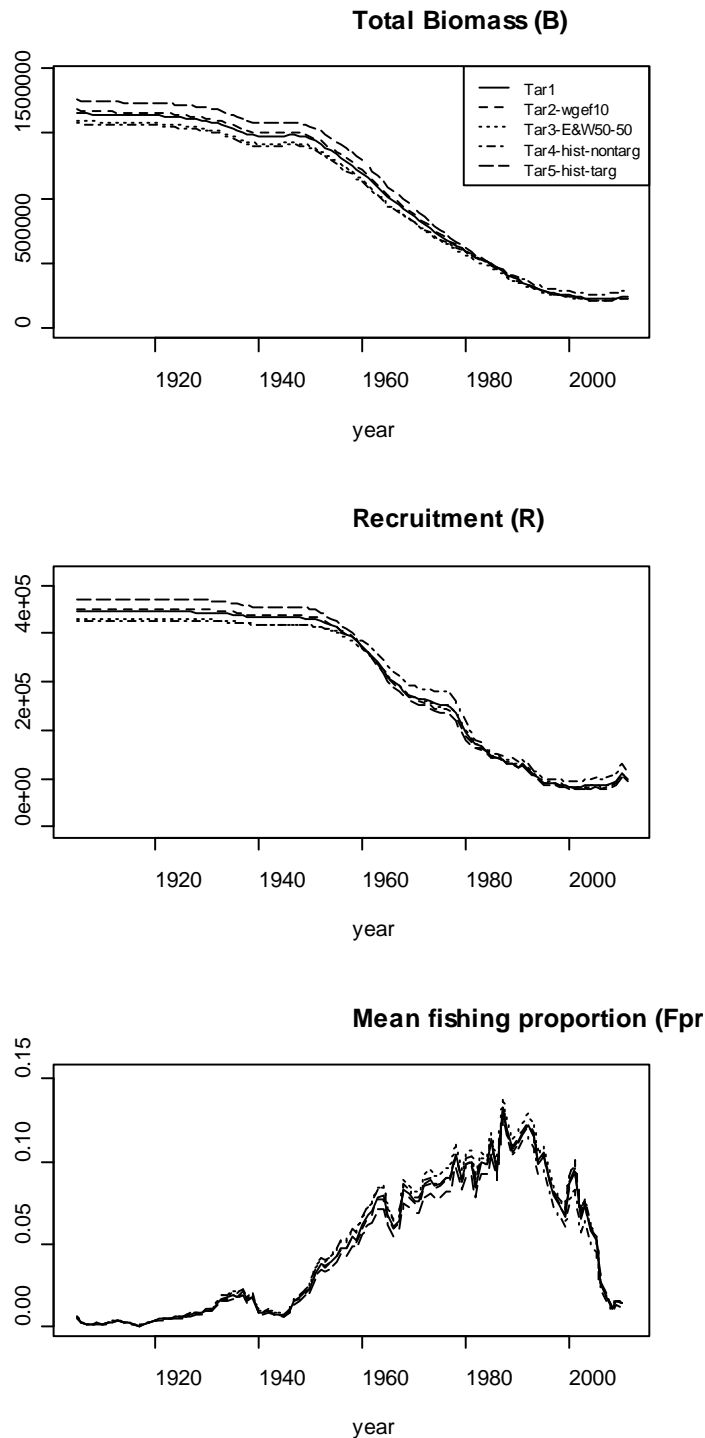 Total Biomass (B)
1500000
500000
0
Tar1
Tar2-wgef10
Tar3-E&W50-50
Tar4-hist-nontarg
Tar5-hist-targ
1920 1940 1960 1980 2000
year
Recruitment (R)
4e+05
2e+05
0e+00
1920 1940 1960 1980 2000
year
Mean fishing proportion (Fpr
0.15
0.10
0.05
0.00
1920 1940 1960 1980 2000
year